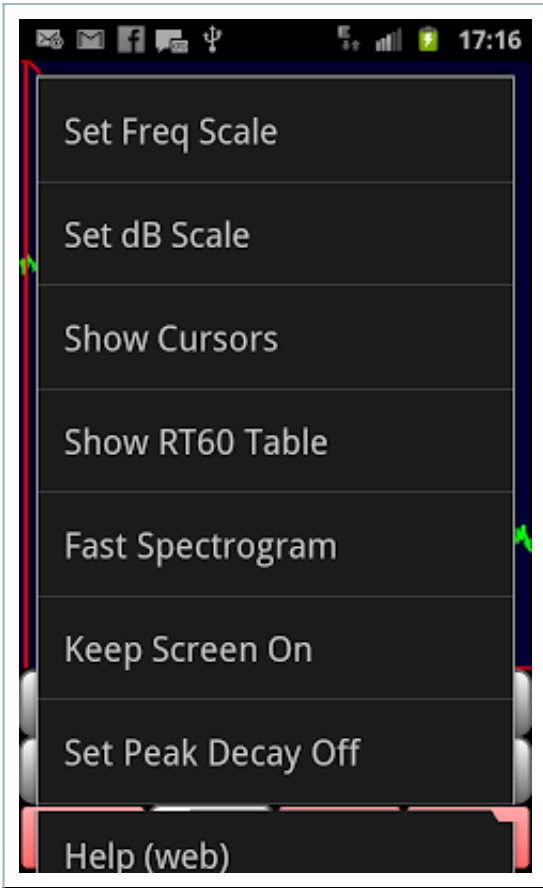 17:16
Set Freq Scale
Set dB Scale
Show Cursors
Show RT60 Table
Fast Spectrogram
Keep Screen On
Set Peak Decay Off
Help (web)